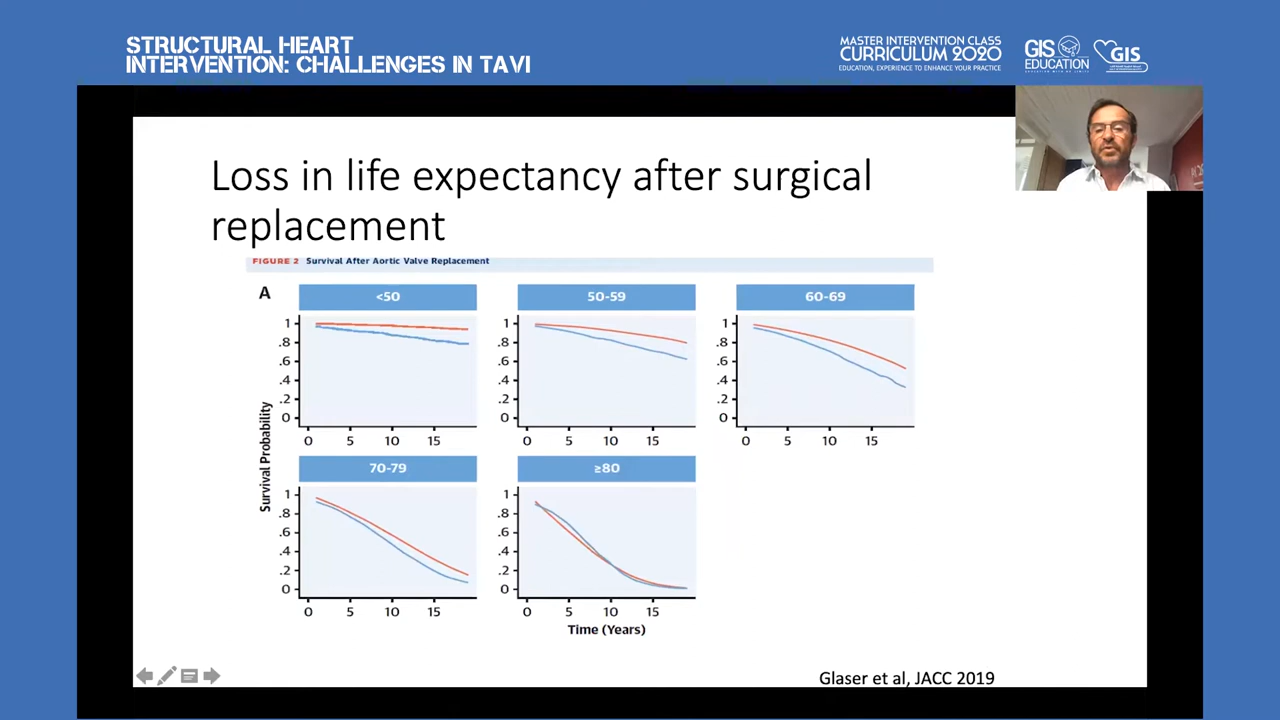 STRUCTURAL HEART
INTERVENTION: CHALLENGES IN TAVI
MASTER INTERVENTION CLASS
CURRICULUM 2020
EDUCATION, EXPERIENCE TO ENHANCE YOUR PRACTICE
GIS
EDUCATION
GIS
Loss in life expectancy after surgical
replacement
FIGURE 2 Survival After Aortic Valve Replacement
A
<50
50-59
60-69
1
.8
.6
.4
.2
0
0 5 10 15
1
.8
.6
.4
.2
0
0 5 10 15
1
.8
.6
.4
.2
0
0 5 10 15
Survival Probability
70-79
≥80
1
.8
.6
.4
.2
0
0 5 10 15
1
.8
.6
.4
.2
0
0 5 10 15
Time (Years)
Glaser et al, JACC 2019